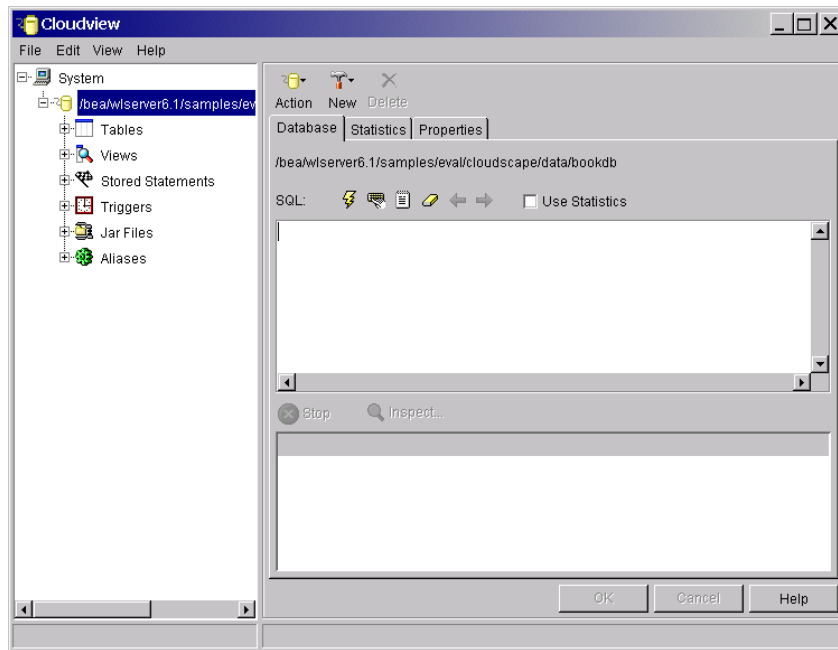 Cloudview
File Edit View Help
System
/bea/wlserver6.1/samples/ev
Tables
Views
Stored Statements
Triggers
Jar Files
Aliases
Action New Delete
Database Statistics Properties
/bea/wlserver6.1/samples/eval/cloudscape/data/bookdb
SQL: Use Statistics
Stop Inspect...
OK Cancel Help